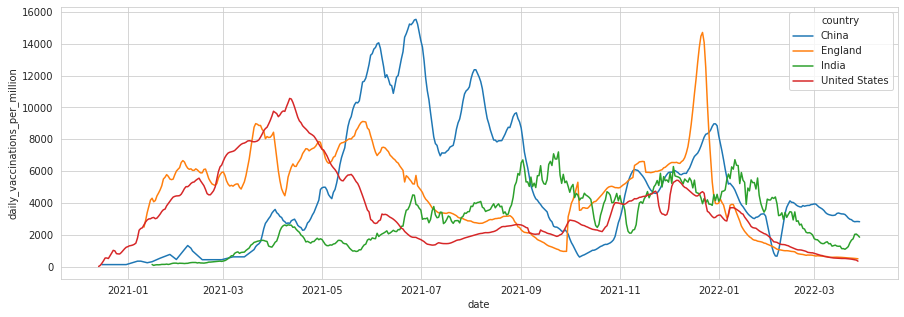 16000
14000
12000
10000
8000
6000
4000
2000
0
daily_vaccinations_per_million
country
China
England
India
United States
2021-01
2021-03
2021-05
2021-07
2021-09
2021-11
2022-01
2022-03
date